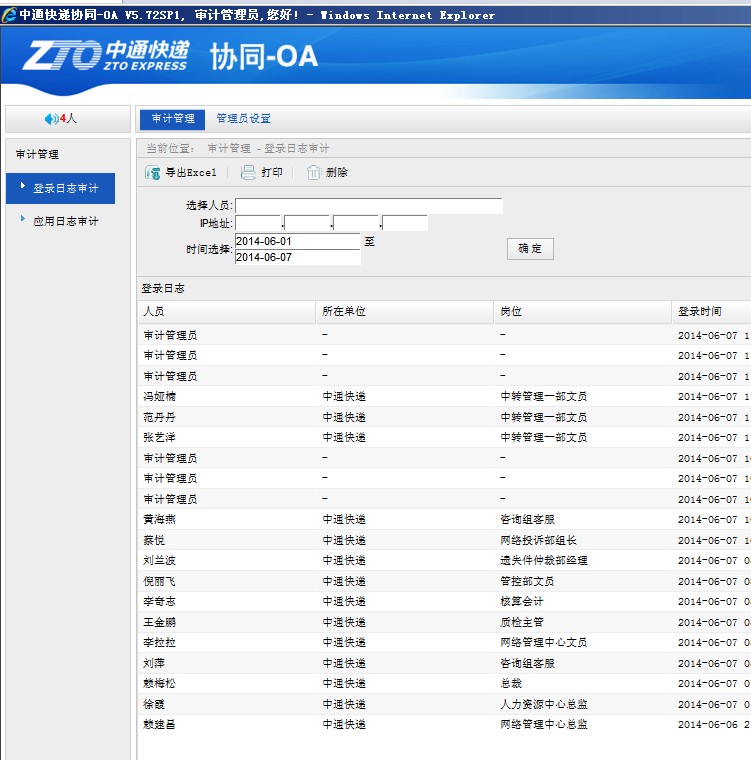 中通快递协同-OA V5.72SP1, 审计管理员,您好! - Windows Internet Explorer
ZTO 中通快递 ZTO EXPRESS 协同-OA
4人
审计管理 管理员设置
审计管理
当前位置: 审计管理 - 登录日志审计
登录日志审计
导出Excel 打印 删除
应用日志审计
选择人员:
IP地址: . . .
时间选择: 2014-06-01 至
2014-06-07
确 定
登录日志
人员 所在单位 岗位 登录时间
审计管理员 - - 2014-06-07 1
审计管理员 - - 2014-06-07 1
审计管理员 - - 2014-06-07 1
冯娅楠 中通快递 中转管理一部文员 2014-06-07 1
范丹丹 中通快递 中转管理一部文员 2014-06-07 1
张艺洋 中通快递 中转管理一部文员 2014-06-07 1
审计管理员 - - 2014-06-07 1
审计管理员 - - 2014-06-07 1
审计管理员 - - 2014-06-07 1
黄海燕 中通快递 咨询组客服 2014-06-07 1
蔡悦 中通快递 网络投诉部组长 2014-06-07 1
刘兰波 中通快递 遗失件仲裁部经理 2014-06-07 0
倪丽飞 中通快递 管控部文员 2014-06-07 0
李奇志 中通快递 核算会计 2014-06-07 0
王金鹏 中通快递 质检主管 2014-06-07 0
李拉拉 中通快递 网络管理中心文员 2014-06-07 0
刘萍 中通快递 咨询组客服 2014-06-07 0
赖梅松 中通快递 总裁 2014-06-07 0
徐霞 中通快递 人力资源中心总监 2014-06-07 0
赖建昌 中通快递 网络管理中心总监 2014-06-06 2